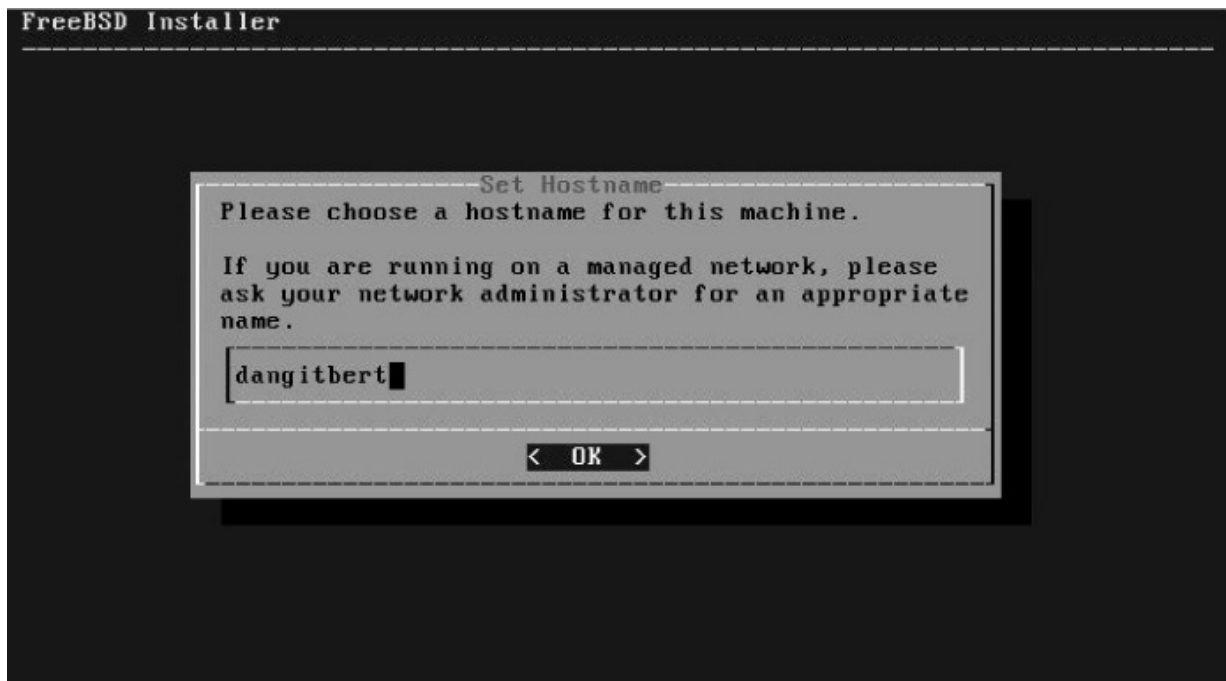 FreeBSD Installer
Set Hostname
Please choose a hostname for this machine.
If you are running on a managed network, please
ask your network administrator for an appropriate
name.
dangitbert
< OK >